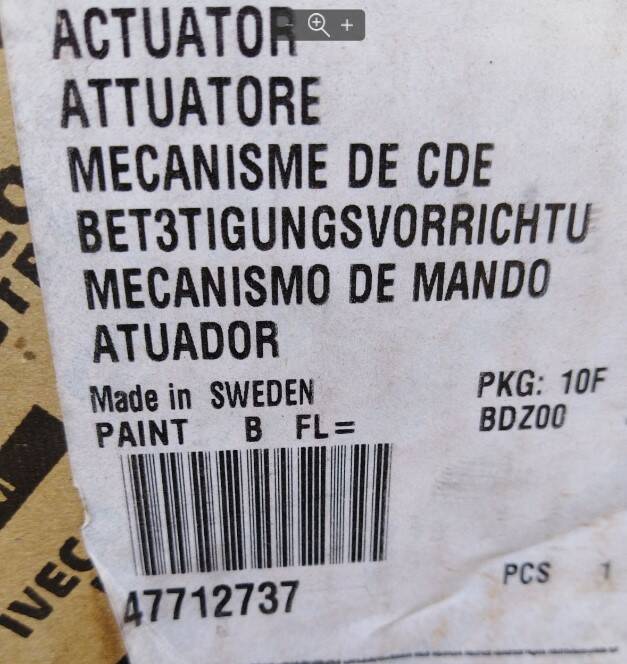 ACTUATOR
ATTUATORE
MECANISME DE CDE
BET3TIGUNGSVORRICHTU
MECANISMO DE MANDO
ATUADOR
Made in SWEDEN
PKG: 10F
PAINT B FL=
BDZ00
47712737
PCS 1
IVEC